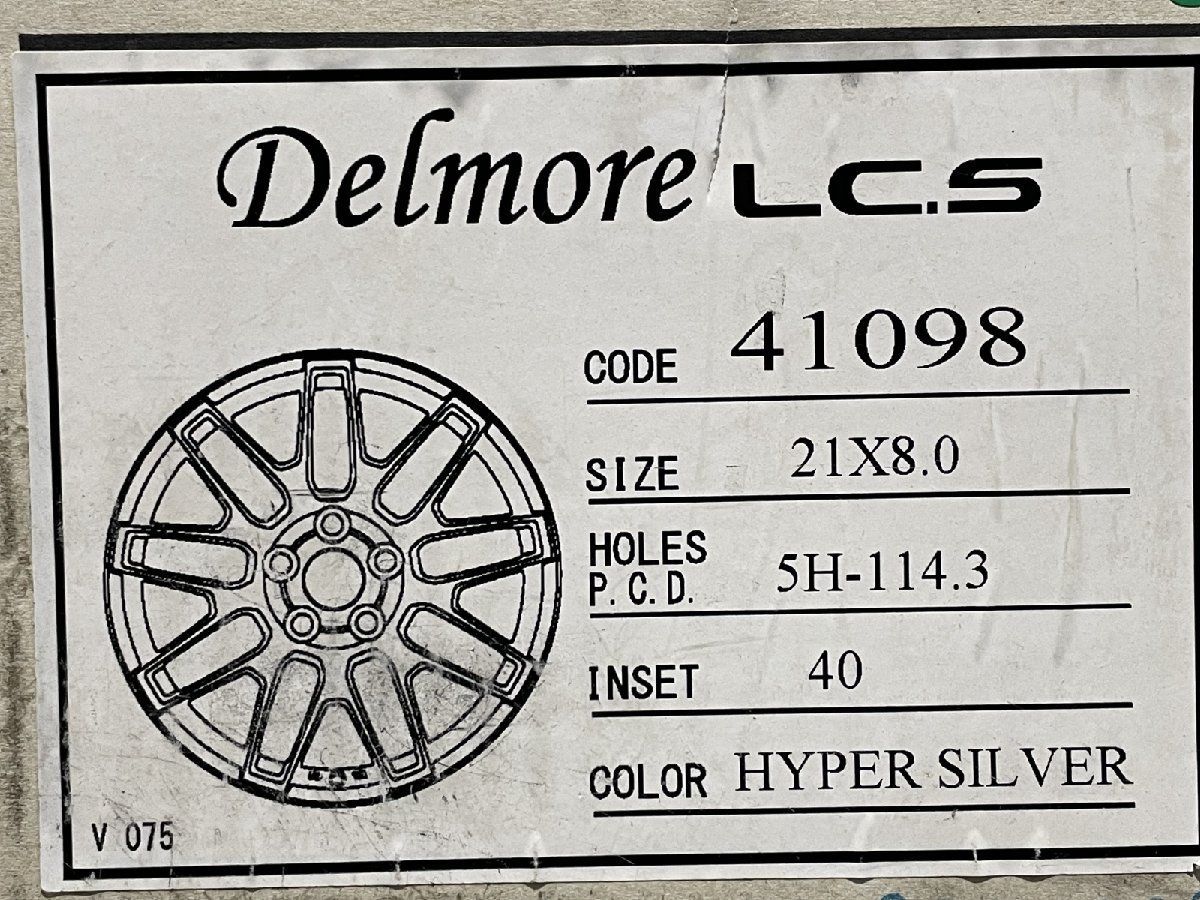 Delmore LC.S
CODE 41098
SIZE 21X8.0
HOLES
P.C.D. 5H-114.3
INSET 40
COLOR HYPER SILVER
V 075